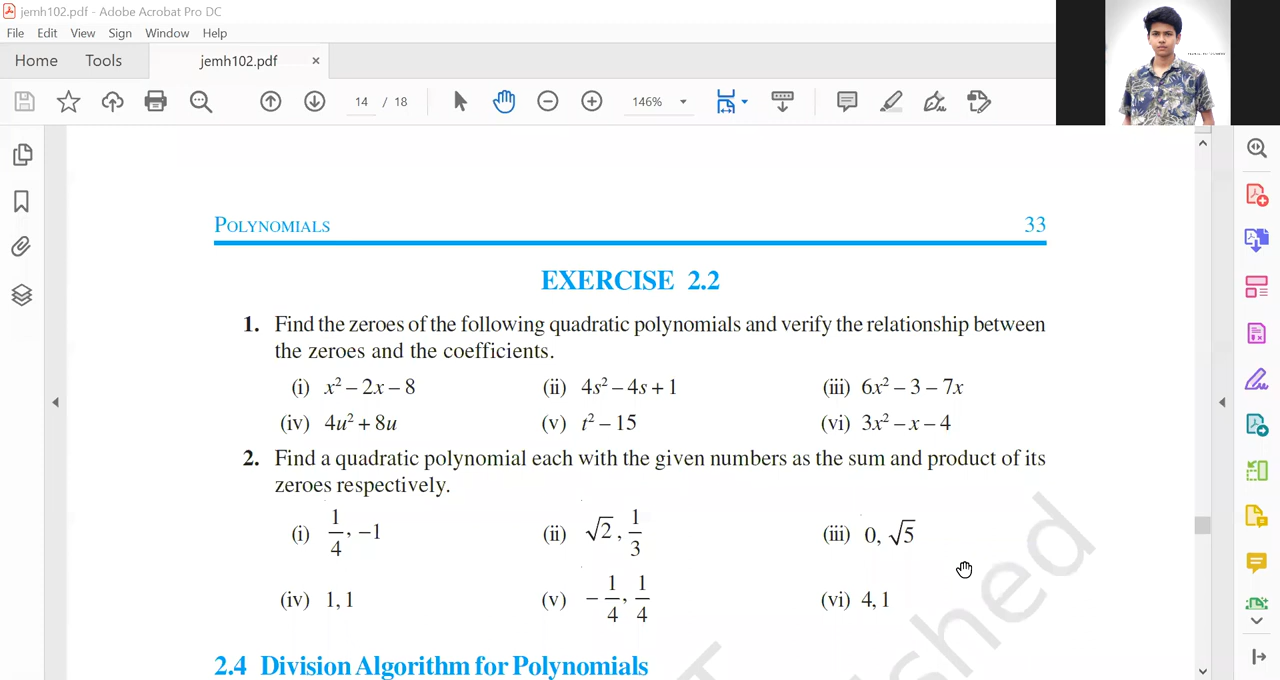 jemh102.pdf - Adobe Acrobat Pro DC
File Edit View Sign Window Help
Home Tools jemh102.pdf ×
14 / 18 146%
POLYNOMIALS 33
EXERCISE 2.2
1. Find the zeroes of the following quadratic polynomials and verify the relationship between
the zeroes and the coefficients.
(i) x² – 2x – 8 (ii) 4s² – 4s + 1 (iii) 6x² – 3 – 7x
(iv) 4u² + 8u (v) t² – 15 (vi) 3x² – x – 4
2. Find a quadratic polynomial each with the given numbers as the sum and product of its
zeroes respectively.
(i) 1/4, –1 (ii) √2, 1/3 (iii) 0, √5
(iv) 1, 1 (v) –1/4, 1/4 (vi) 4, 1
2.4 Division Algorithm for Polynomials